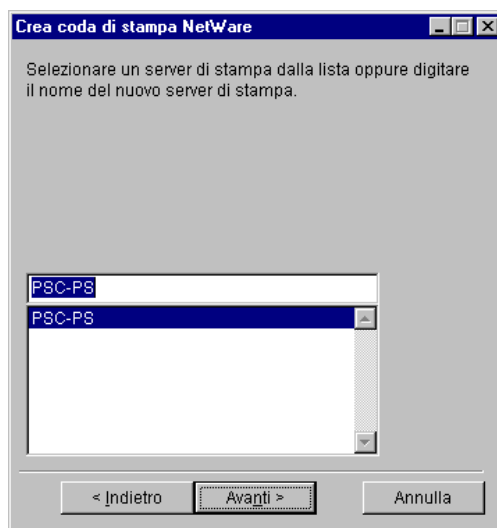 Crea coda di stampa NetWare
Selezionare un server di stampa dalla lista oppure digitare
il nome del nuovo server di stampa.
PSC-PS
PSC-PS
< Indietro
Avanti >
Annulla